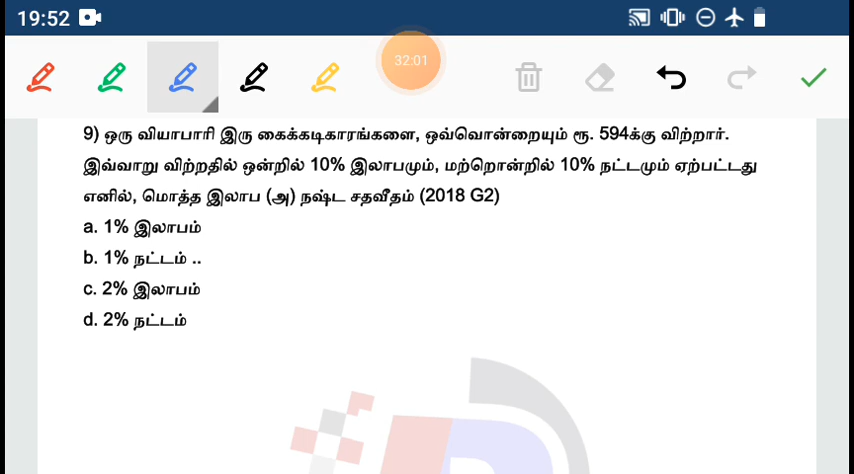 19:52
32:01
9) ஒரு வியாபாரி இரு கைக்கடிகாரங்களை, ஒவ்வொன்றையும் ரூ. 594க்கு விற்றார்.
இவ்வாறு விற்றதில் ஒன்றில் 10% இலாபமும், மற்றொன்றில் 10% நட்டமும் ஏற்பட்டது
எனில், மொத்த இலாப (அ) நஷ்ட சதவீதம் (2018 G2)
a. 1% இலாபம்
b. 1% நட்டம் ..
c. 2% இலாபம்
d. 2% நட்டம்